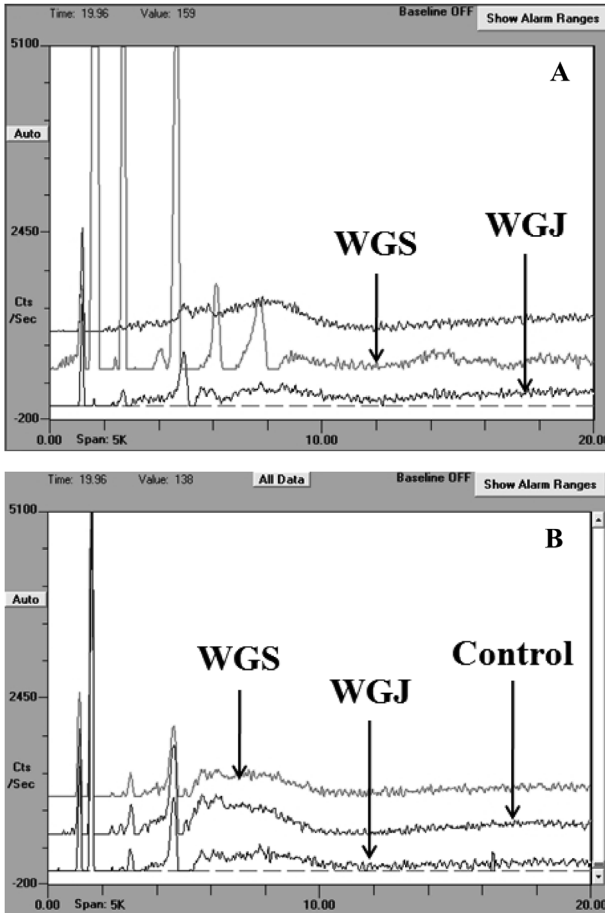 Time: 19.96 Value: 159 Baseline OFF Show Alarm Ranges
5100
A
Auto
WGS
WGJ
2450
Cts
/Sec
-200
0.00 Span: 5K 10.00 20.00
Time: 19.96 Value: 138 All Data Baseline OFF Show Alarm Ranges
5100
B
Auto
WGS
WGJ
Control
2450
Cts
/Sec
-200
0.00 Span: 5K 10.00 20.00